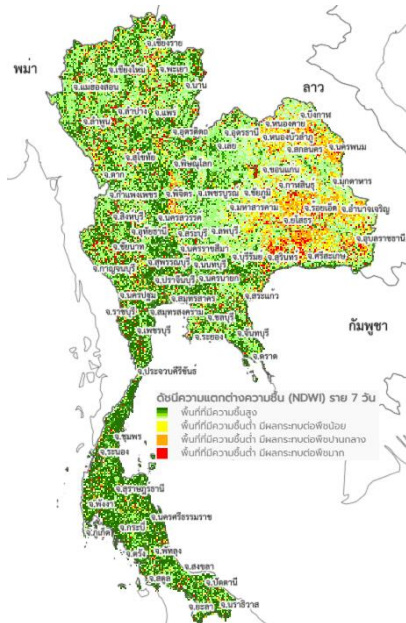 จ.เชียงราย
พม่า
จ.เชียงใหม่ จ.พะเยา
ลาว
จ.แม่ฮ่องสอน จ.น่าน
จ.บึงกาฬ
จ.ลำปาง จ.แพร่
จ.หนองคาย
จ.ลำพูน
จ.อุตรดิตถ์ จ.อุดรธานี จ.หนองบัวลำภู
จ.เลย จ.สกลนคร จ.นครพนม
จ.สุโขทัย
จ.พิษณุโลก
จ.ขอนแก่น
จ.ตาก จ.มุกดาหาร
จ.กำแพงเพชร จ.พิจิตร จ.เพชรบูรณ์ จ.ชัยภูมิ จ.กาฬสินธุ์
จ.มหาสารคาม จ.ร้อยเอ็ด จ.อำนาจเจริญ
จ.สิงห์บุรี จ.นครสวรรค์
จ.ยโสธร
จ.อุทัยธานี จ.สระบุรี จ.ลพบุรี
จ.บุรีรัมย์ จ.อุบลราชธานี
จ.ชัยนาท จ.นครราชสีมา
จ.สุรินทร์ จ.ศรีสะเกษ
จ.สุพรรณบุรี จ.นนทบุรี
จ.กาญจนบุรี จ.ปราจีนบุรี จ.นครนายก
จ.สระแก้ว
จ.นครปฐม จ.สมุทรสาคร
จ.ราชบุรี จ.สมุทรสงคราม จ.ชลบุรี
กัมพูชา
จ.เพชรบุรี จ.ระยอง จ.จันทบุรี
จ.ตราด
จ.ประจวบคีรีขันธ์
ดัชนีความแตกต่างความชื้น (NDWI) ราย 7 วัน
พื้นที่ที่มีความชื้นสูง
พื้นที่ที่มีความชื้นต่ำ มีผลกระทบต่อพืชน้อย
พื้นที่ที่มีความชื้นต่ำ มีผลกระทบต่อพืชปานกลาง
พื้นที่ที่มีความชื้นต่ำ มีผลกระทบต่อพืชมาก
จ.ชุมพร
จ.ระนอง
จ.สุราษฎร์ธานี
จ.พังงา
จ.นครศรีธรรมราช
จ.ภูเก็ต จ.กระบี่
จ.ตรัง จ.พัทลุง
จ.สงขลา
จ.สตูล จ.ปัตตานี
จ.ยะลา จ.นราธิวาส